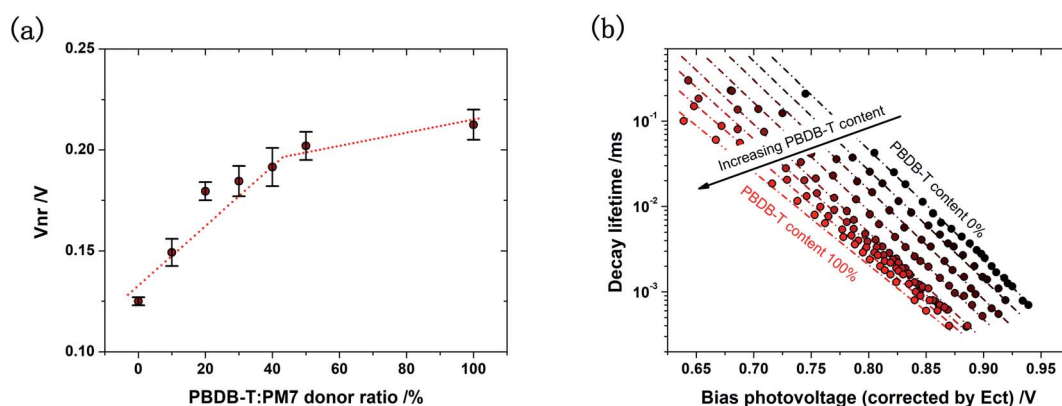 (a)
0.25
0.20
0.15
0.10
Vnr /V
0
20
40
60
80
100
PBDB-T:PM7 donor ratio /%
(b)
10⁻¹
10⁻²
10⁻³
Decay lifetime /ms
Increasing PBDB-T content
PBDB-T content 0%
PBDB-T content 100%
0.65
0.70
0.75
0.80
0.85
0.90
0.95
Bias photovoltage (corrected by Ect) /V